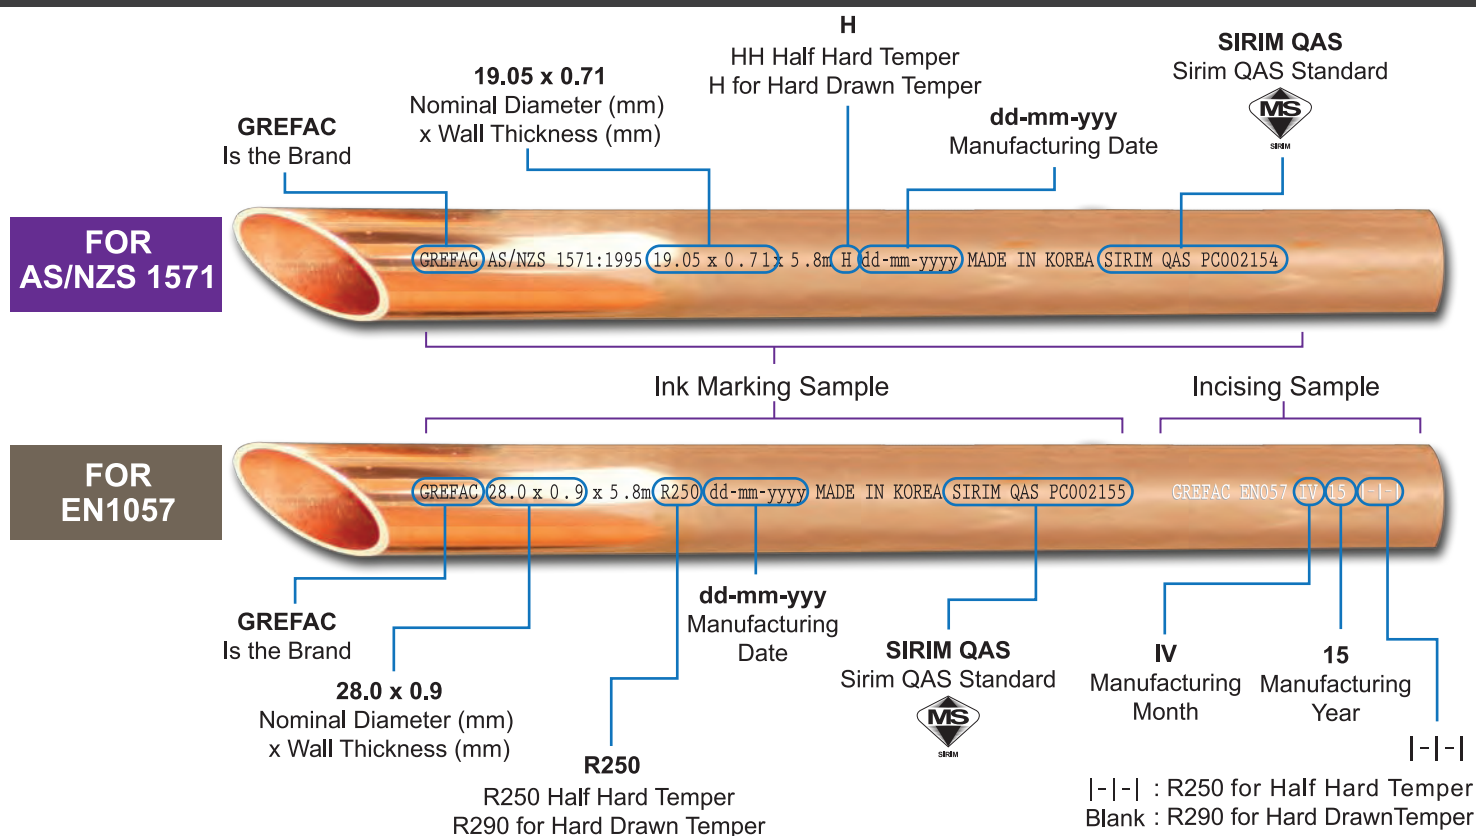 H
HH Half Hard Temper
H for Hard Drawn Temper
SIRIM QAS
Sirim QAS Standard
MS
SIRIM
19.05 x 0.71
Nominal Diameter (mm)
x Wall Thickness (mm)
dd-mm-yyy
Manufacturing Date
GREFAC
Is the Brand
FOR
AS/NZS 1571
GREFAC AS/NZS 1571:1995 19.05 x 0.71 x 5.8m H dd-mm-yyyy MADE IN KOREA SIRIM QAS PC002154
Ink Marking Sample
Incising Sample
FOR
EN1057
GREFAC 28.0 x 0.9 x 5.8m R250 dd-mm-yyyy MADE IN KOREA SIRIM QAS PC002155 GREFAC EN057 IV 15 |-|-|
GREFAC
Is the Brand
28.0 x 0.9
Nominal Diameter (mm)
x Wall Thickness (mm)
R250
R250 Half Hard Temper
R290 for Hard Drawn Temper
dd-mm-yyy
Manufacturing
Date
SIRIM QAS
Sirim QAS Standard
MS
SIRIM
IV
Manufacturing
Month
15
Manufacturing
Year
|-|-|
|-|-| : R250 for Half Hard Temper
Blank : R290 for Hard DrawnTemper